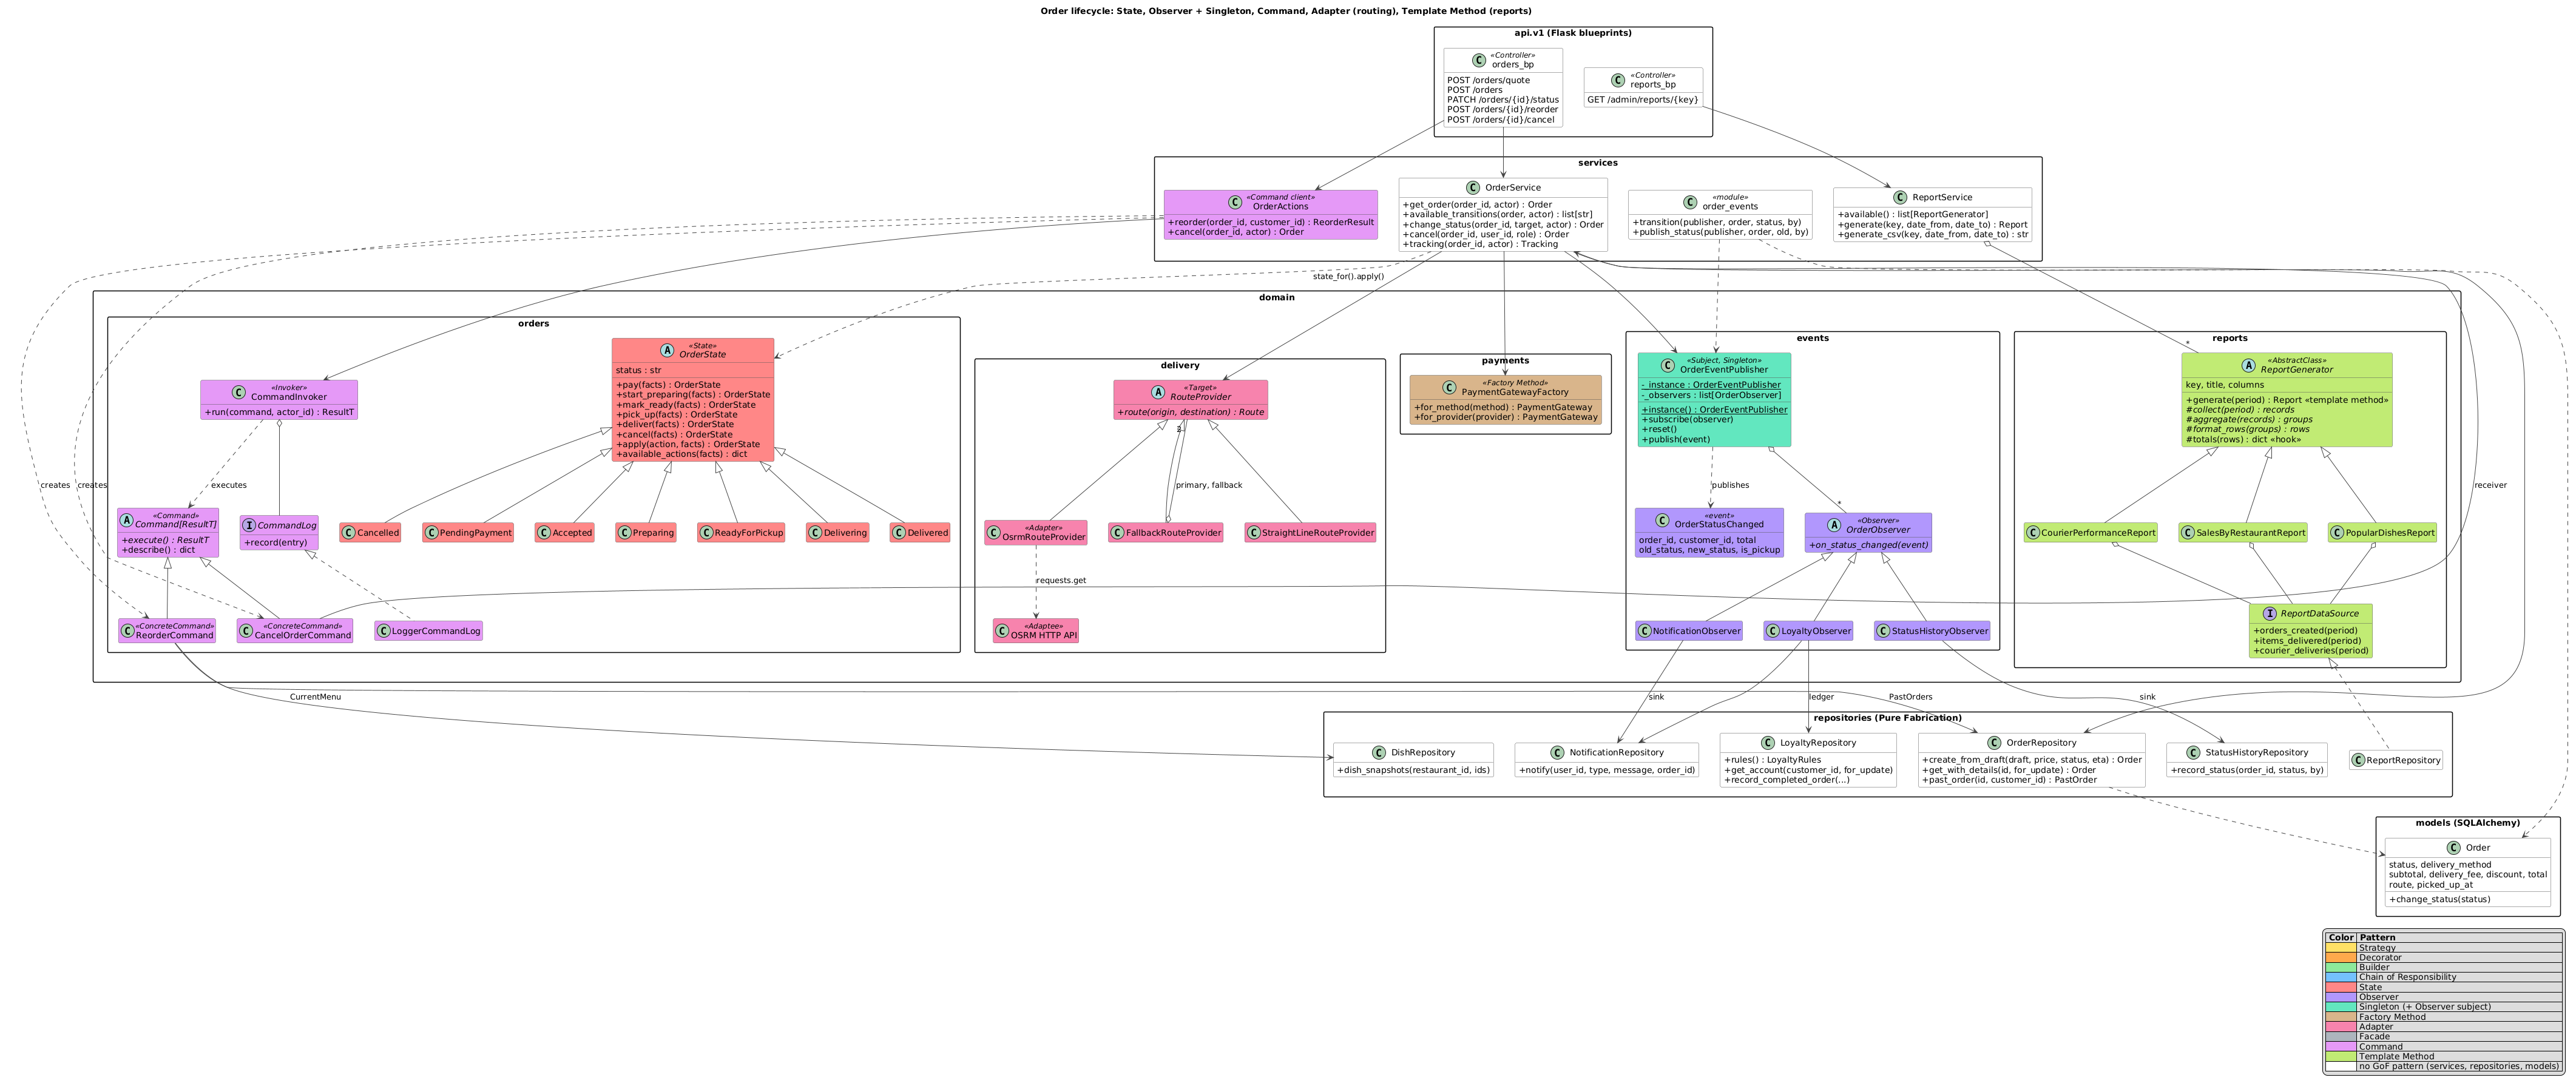 Order lifecycle: State, Observer + Singleton, Command, Adapter (routing), Template Method (reports)
api.v1 (Flask blueprints)
C «Controller»
orders_bp
POST /orders/quote
POST /orders
PATCH /orders/{id}/status
POST /orders/{id}/reorder
POST /orders/{id}/cancel
C «Controller»
reports_bp
GET /admin/reports/{key}
services
C «Command client»
OrderActions
+reorder(order_id, customer_id) : ReorderResult
+cancel(order_id, actor) : Order
C OrderService
+get_order(order_id, actor) : Order
+available_transitions(order, actor) : list[str]
+change_status(order_id, target, actor) : Order
+cancel(order_id, user_id, role) : Order
+tracking(order_id, actor) : Tracking
C «module»
order_events
+transition(publisher, order, status, by)
+publish_status(publisher, order, old, by)
C ReportService
+available() : list[ReportGenerator]
+generate(key, date_from, date_to) : Report
+generate_csv(key, date_from, date_to) : str
state_for().apply()
domain
orders
C «Invoker»
CommandInvoker
+run(command, actor_id) : ResultT
A «State»
OrderState
status : str
+pay(facts) : OrderState
+start_preparing(facts) : OrderState
+mark_ready(facts) : OrderState
+pick_up(facts) : OrderState
+deliver(facts) : OrderState
+cancel(facts) : OrderState
+apply(action, facts) : OrderState
+available_actions(facts) : dict
creates
creates
executes
A «Command»
Command[ResultT]
+execute() : ResultT
+describe() : dict
I CommandLog
+record(entry)
C Cancelled
C PendingPayment
C Accepted
C Preparing
C ReadyForPickup
C Delivering
C Delivered
C «ConcreteCommand»
ReorderCommand
C «ConcreteCommand»
CancelOrderCommand
C LoggerCommandLog
delivery
A «Target»
RouteProvider
+route(origin, destination) : Route
2
primary, fallback
C «Adapter»
OsrmRouteProvider
C FallbackRouteProvider
C StraightLineRouteProvider
requests.get
C «Adaptee»
OSRM HTTP API
payments
C «Factory Method»
PaymentGatewayFactory
+for_method(method) : PaymentGateway
+for_provider(provider) : PaymentGateway
events
C «Subject, Singleton»
OrderEventPublisher
-_instance : OrderEventPublisher
-_observers : list[OrderObserver]
+instance() : OrderEventPublisher
+subscribe(observer)
+reset()
+publish(event)
publishes
*
C «event»
OrderStatusChanged
order_id, customer_id, total
old_status, new_status, is_pickup
A «Observer»
OrderObserver
+on_status_changed(event)
C NotificationObserver
C LoyaltyObserver
C StatusHistoryObserver
reports
*
A «AbstractClass»
ReportGenerator
key, title, columns
+generate(period) : Report «template method»
#collect(period) : records
#aggregate(records) : groups
#format_rows(groups) : rows
#totals(rows) : dict «hook»
receiver
C CourierPerformanceReport
C SalesByRestaurantReport
C PopularDishesReport
I ReportDataSource
+orders_created(period)
+items_delivered(period)
+courier_deliveries(period)
CurrentMenu
PastOrders
sink
ledger
sink
repositories (Pure Fabrication)
C DishRepository
+dish_snapshots(restaurant_id, ids)
C NotificationRepository
+notify(user_id, type, message, order_id)
C LoyaltyRepository
+rules() : LoyaltyRules
+get_account(customer_id, for_update)
+record_completed_order(...)
C OrderRepository
+create_from_draft(draft, price, status, eta) : Order
+get_with_details(id, for_update) : Order
+past_order(id, customer_id) : PastOrder
C StatusHistoryRepository
+record_status(order_id, status, by)
C ReportRepository
models (SQLAlchemy)
C Order
status, delivery_method
subtotal, delivery_fee, discount, total
route, picked_up_at
+change_status(status)
Color Pattern
Strategy
Decorator
Builder
Chain of Responsibility
State
Observer
Singleton (+ Observer subject)
Factory Method
Adapter
Facade
Command
Template Method
no GoF pattern (services, repositories, models)